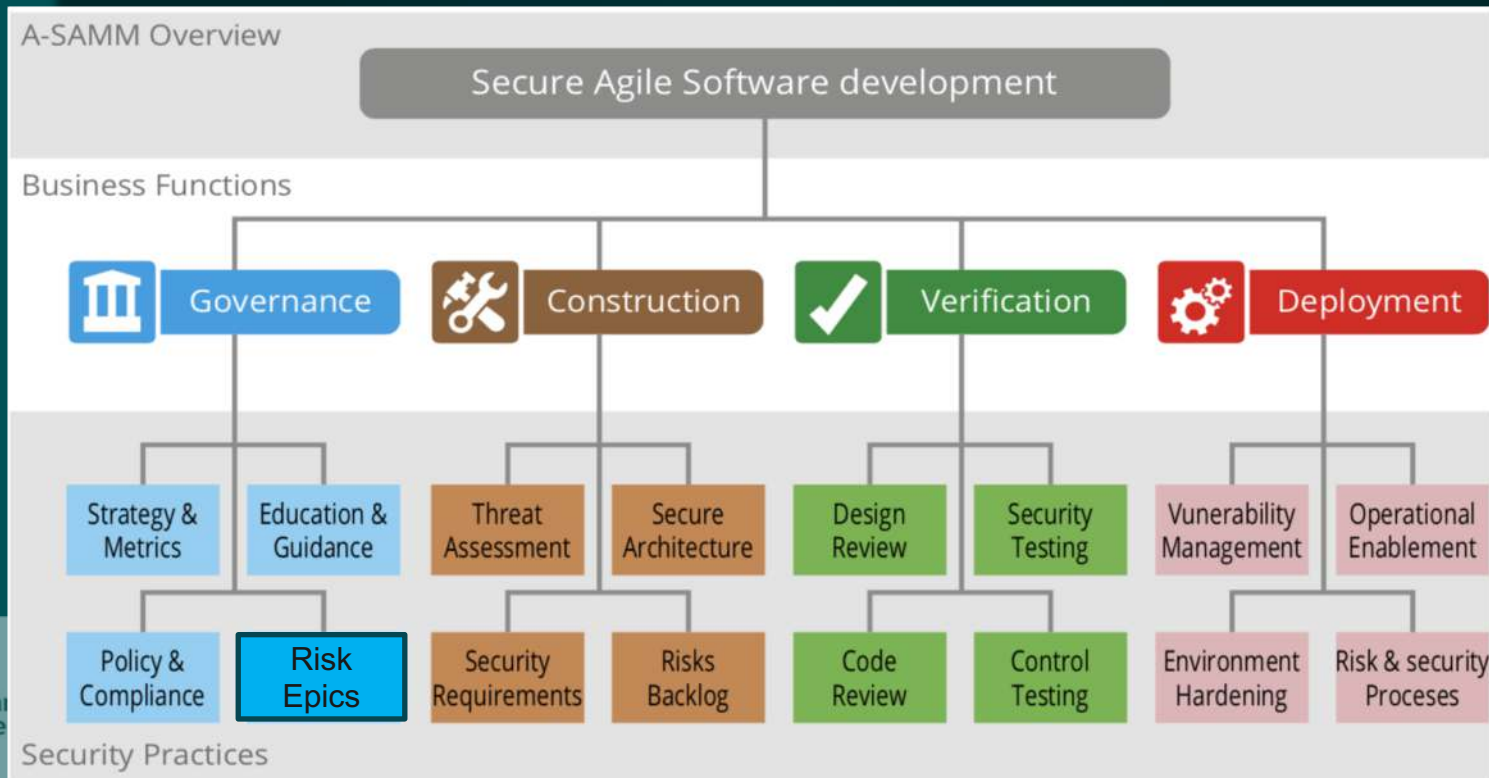 A-SAMM Overview
Secure Agile Software development
Business Functions
Governance
Construction
Verification
Deployment
Strategy &
Metrics
Education &
Guidance
Threat
Assessment
Secure
Architecture
Design
Review
Security
Testing
Vunerability
Management
Operational
Enablement
Policy &
Compliance
Risk
Epics
Security
Requirements
Risks
Backlog
Code
Review
Control
Testing
Environment
Hardening
Risk & security
Proceses
Security Practices